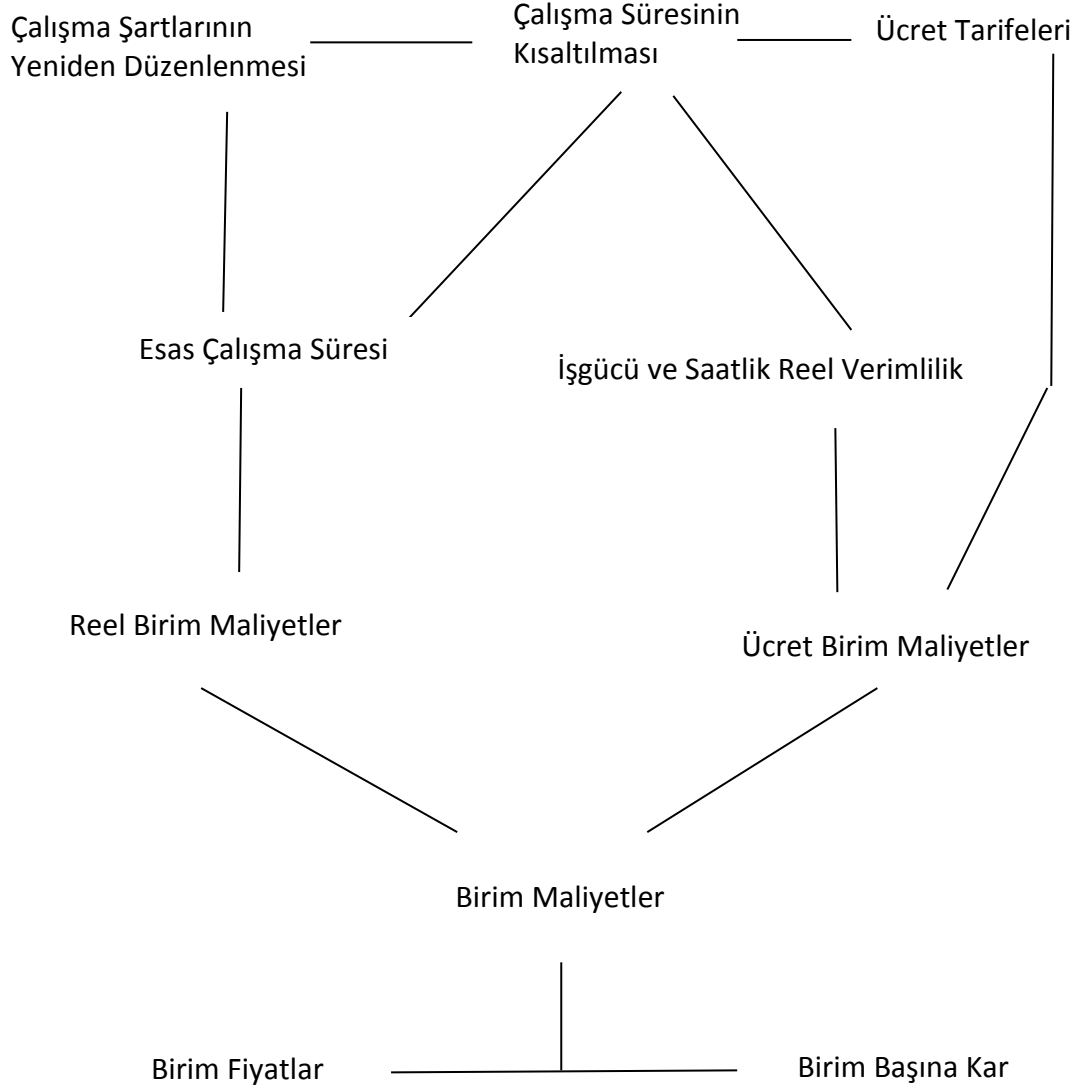 Çalışma Şartlarının
Yeniden Düzenlenmesi
Çalışma Süresinin
Kısaltılması
Ücret Tarifeleri
Esas Çalışma Süresi
İşgücü ve Saatlik Reel Verimlilik
Reel Birim Maliyetler
Ücret Birim Maliyetler
Birim Maliyetler
Birim Fiyatlar
Birim Başına Kar